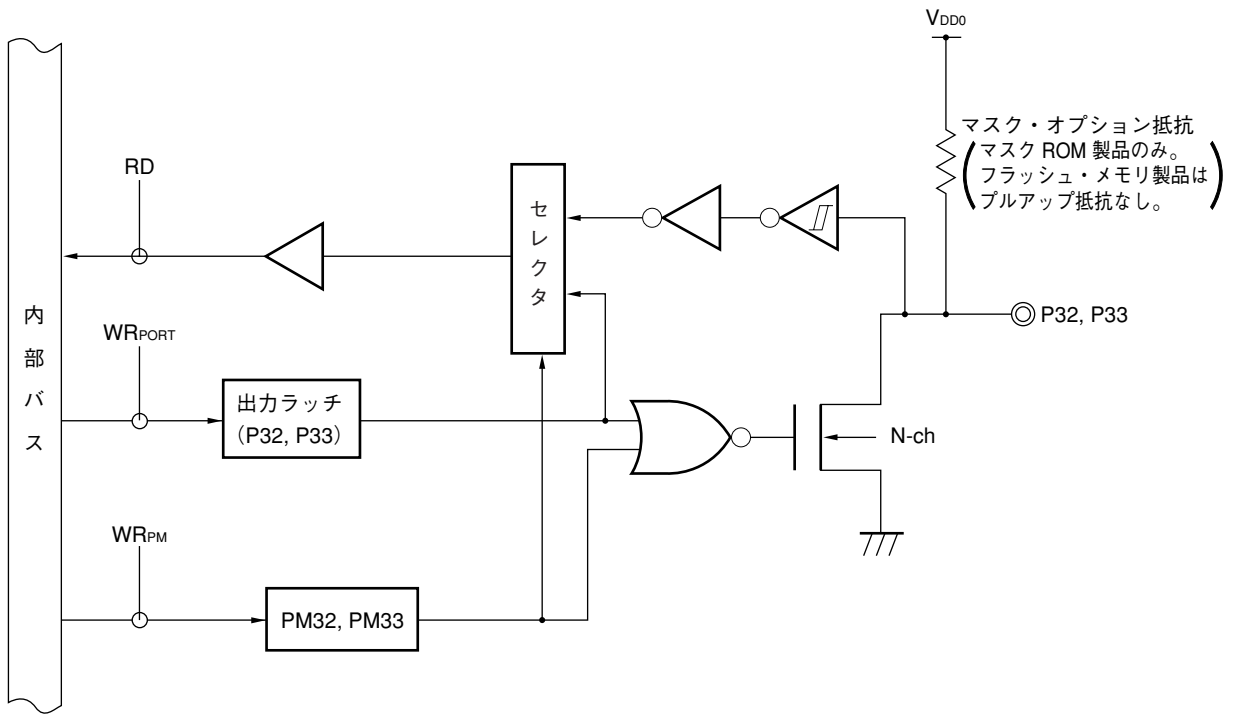 VDD0
マスク・オプション抵抗
マスク ROM 製品のみ。
フラッシュ・メモリ製品は
プルアップ抵抗なし。
RD
セレクタ
内部バス
WRPORT
P32, P33
出力ラッチ
(P32, P33)
N-ch
WRPM
PM32, PM33